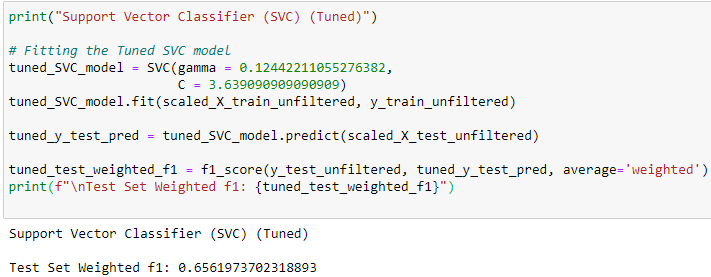 print("Support Vector Classifier (SVC) (Tuned)")
# Fitting the Tuned SVC model
tuned_SVC_model = SVC(gamma = 0.12442211055276382,
C = 3.639090909090909)
tuned_SVC_model.fit(scaled_X_train_unfiltered, y_train_unfiltered)
tuned_y_test_pred = tuned_SVC_model.predict(scaled_X_test_unfiltered)
tuned_test_weighted_f1 = f1_score(y_test_unfiltered, tuned_y_test_pred, average='weighted')
print(f"\nTest Set Weighted f1: {tuned_test_weighted_f1}")
Support Vector Classifier (SVC) (Tuned)
Test Set Weighted f1: 0.6561973702318893